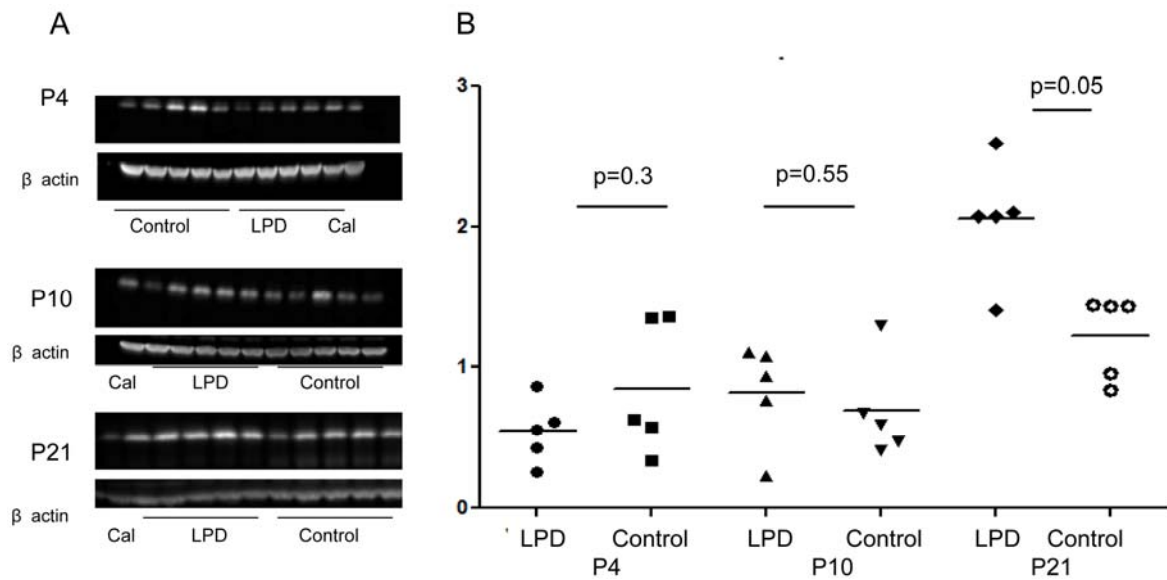 A
P4
β actin
Control LPD Cal
P10
β actin
Cal LPD Control
P21
β actin
Cal LPD Control
B
3
2
1
0
p=0.3
p=0.55
p=0.05
LPD Control LPD Control LPD Control
P4 P10 P21